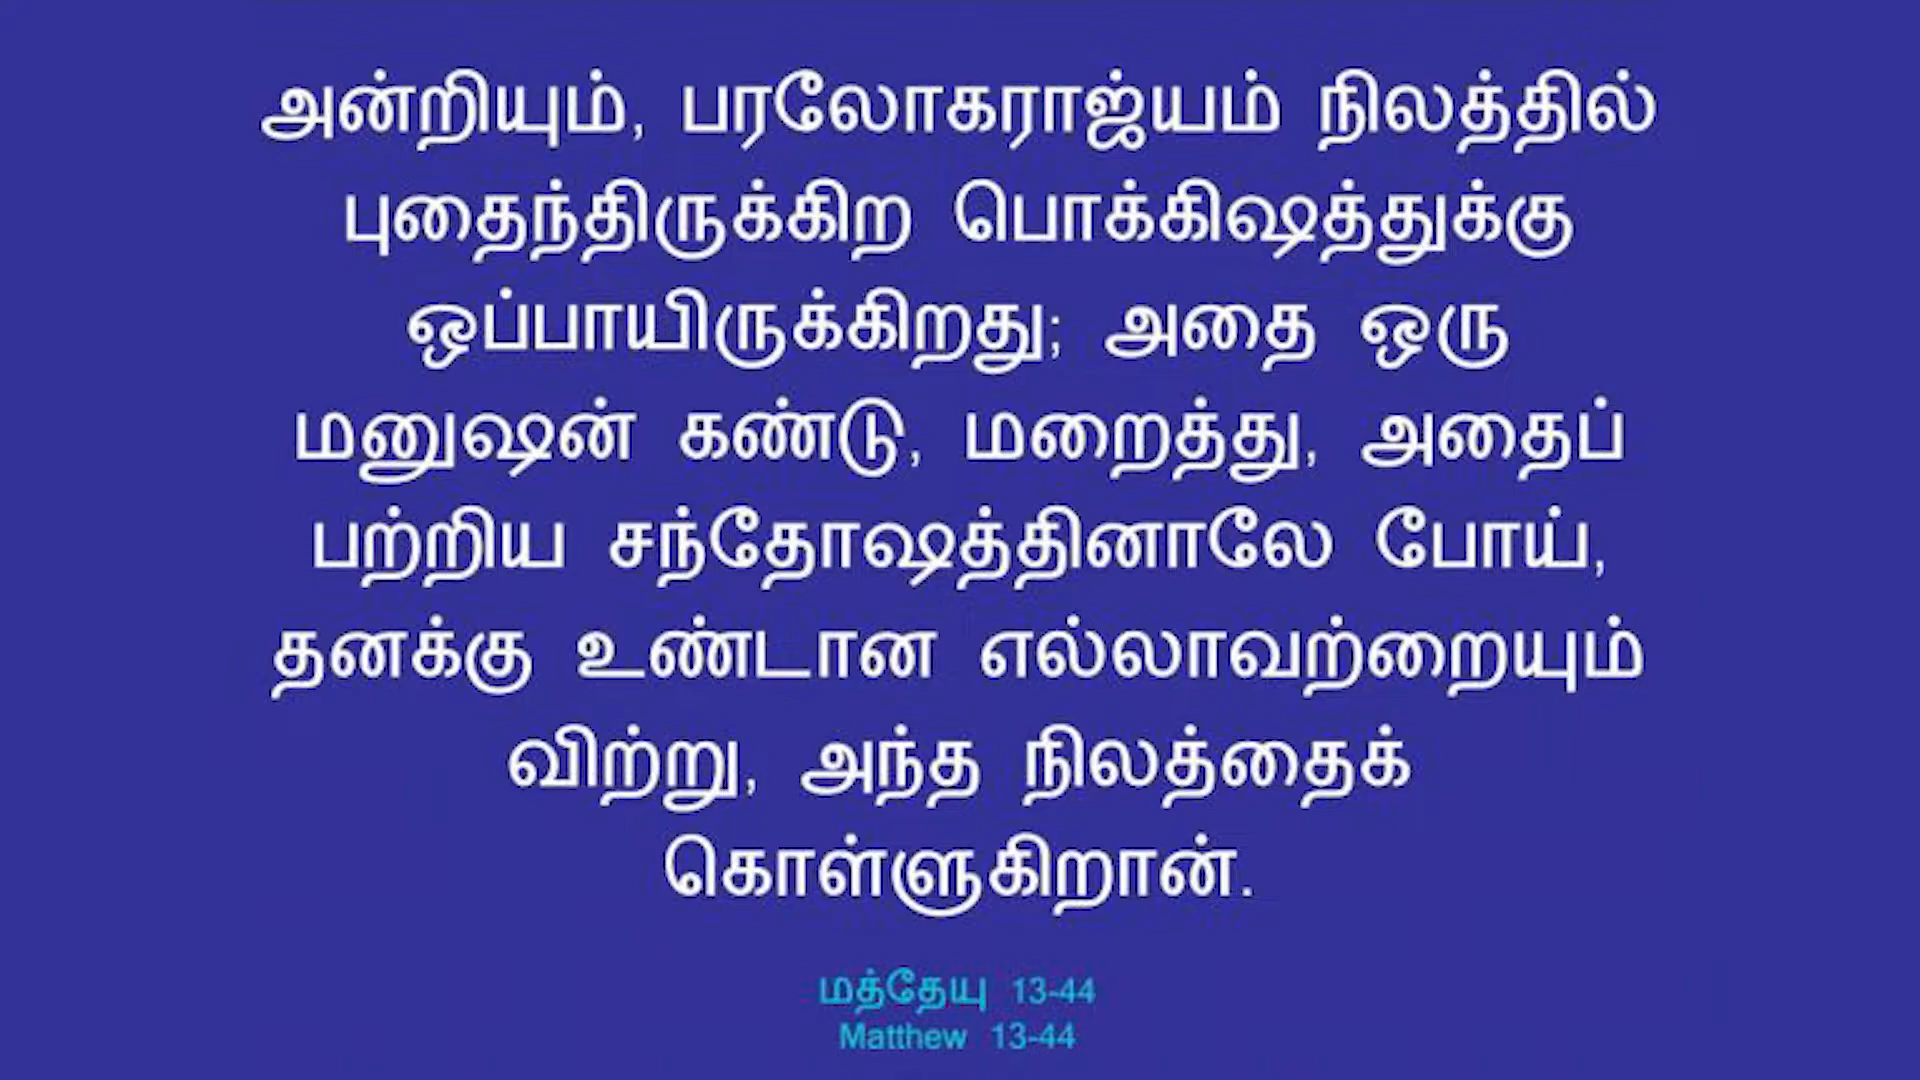 அன்றியும், பரலோகராஜ்யம் நிலத்தில்
புதைந்திருக்கிற பொக்கிஷத்துக்கு
ஒப்பாயிருக்கிறது; அதை ஒரு
மனுஷன் கண்டு, மறைத்து, அதைப்
பற்றிய சந்தோஷத்தினாலே போய்,
தனக்கு உண்டான எல்லாவற்றையும்
விற்று, அந்த நிலத்தைக்
கொள்ளுகிறான்.
மத்தேயு 13-44
Matthew 13-44